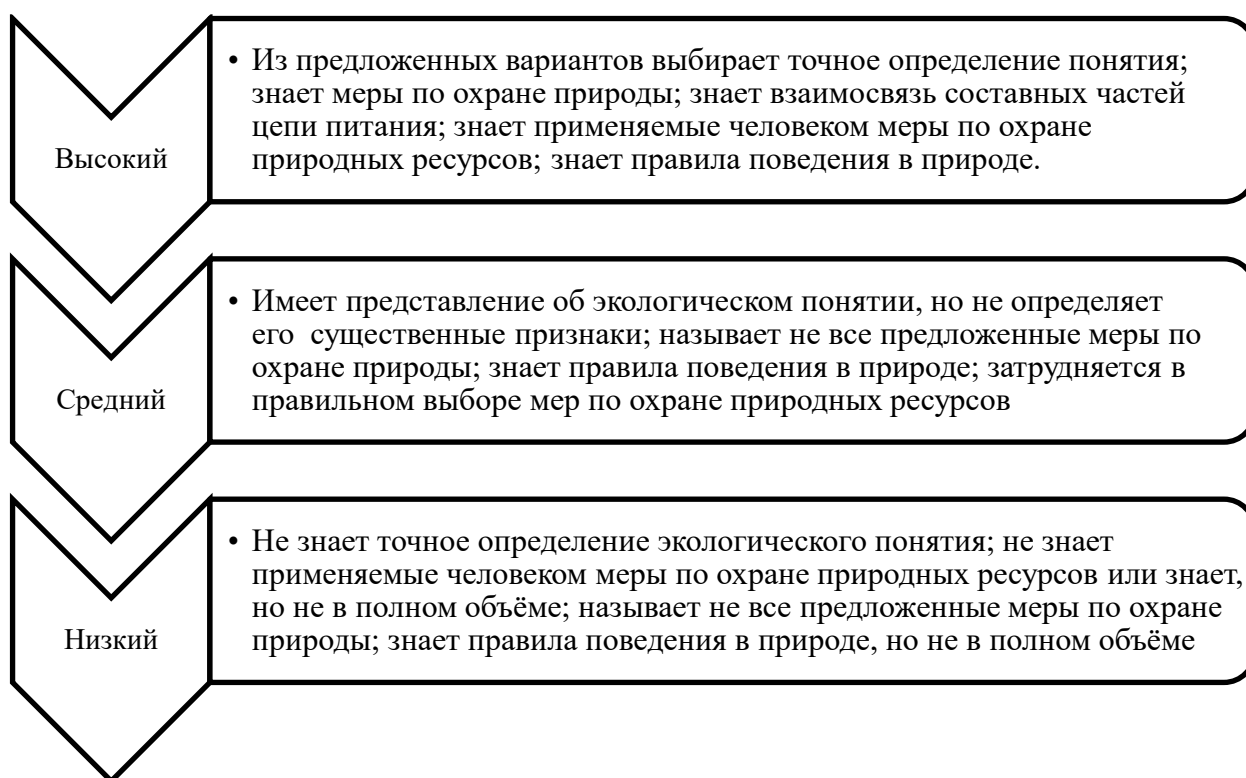 Высокий
• Из предложенных вариантов выбирает точное определение понятия;
знает меры по охране природы; знает взаимосвязь составных частей
цепи питания; знает применяемые человеком меры по охране
природных ресурсов; знает правила поведения в природе.
Средний
• Имеет представление об экологическом понятии, но не определяет
его  существенные признаки; называет не все предложенные меры по
охране природы; знает правила поведения в природе; затрудняется в
правильном выборе мер по охране природных ресурсов
Низкий
• Не знает точное определение экологического понятия; не знает
применяемые человеком меры по охране природных ресурсов или знает,
но не в полном объёме; называет не все предложенные меры по охране
природы; знает правила поведения в природе, но не в полном объёме